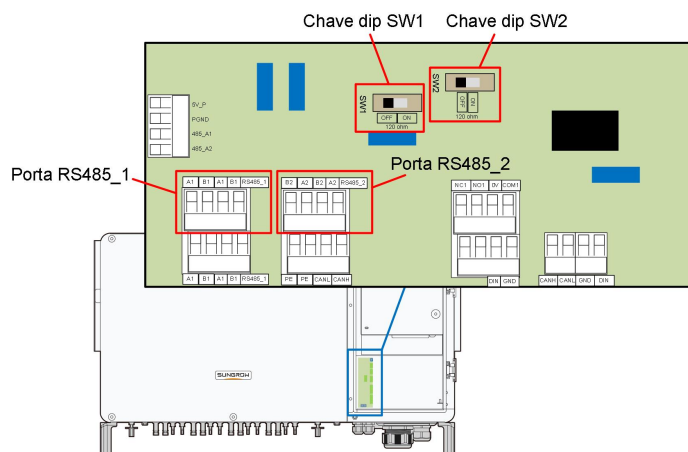 Chave dip SW1
Chave dip SW2
SW1
OFF ON
120 ohm
SW2
OFF
ON
120 ohm
5V_P
PGND
485_A1
485_A2
Porta RS485_1
Porta RS485_2
A1 B1 A1 B1 RS485_1
B2 A2 B2 A2 RS485_2
NC1 NO1 0V COM1
A1 B1 A1 B1 RS485_1
PE PE CANL CANH
DIN GND
CANH CANL GND DIN
SUNGROW